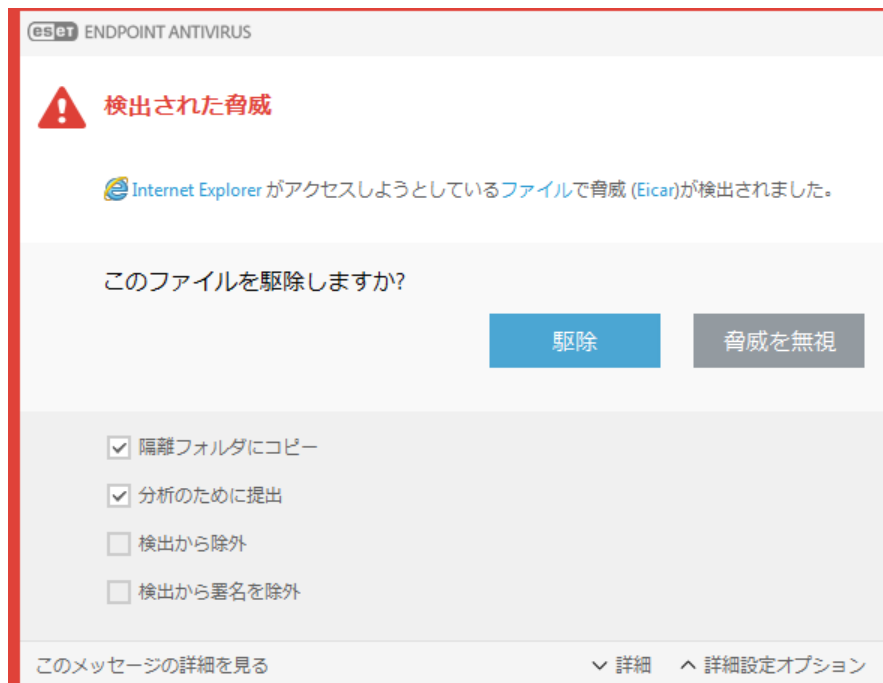 eset ENDPOINT ANTIVIRUS
検出された脅威
Internet Explorer がアクセスしようとしているファイルで脅威 (Eicar)が検出されました。
このファイルを駆除しますか?
駆除 脅威を無視
隔離フォルダにコピー
分析のために提出
検出から除外
検出から署名を除外
このメッセージの詳細を見る 詳細 詳細設定オプション